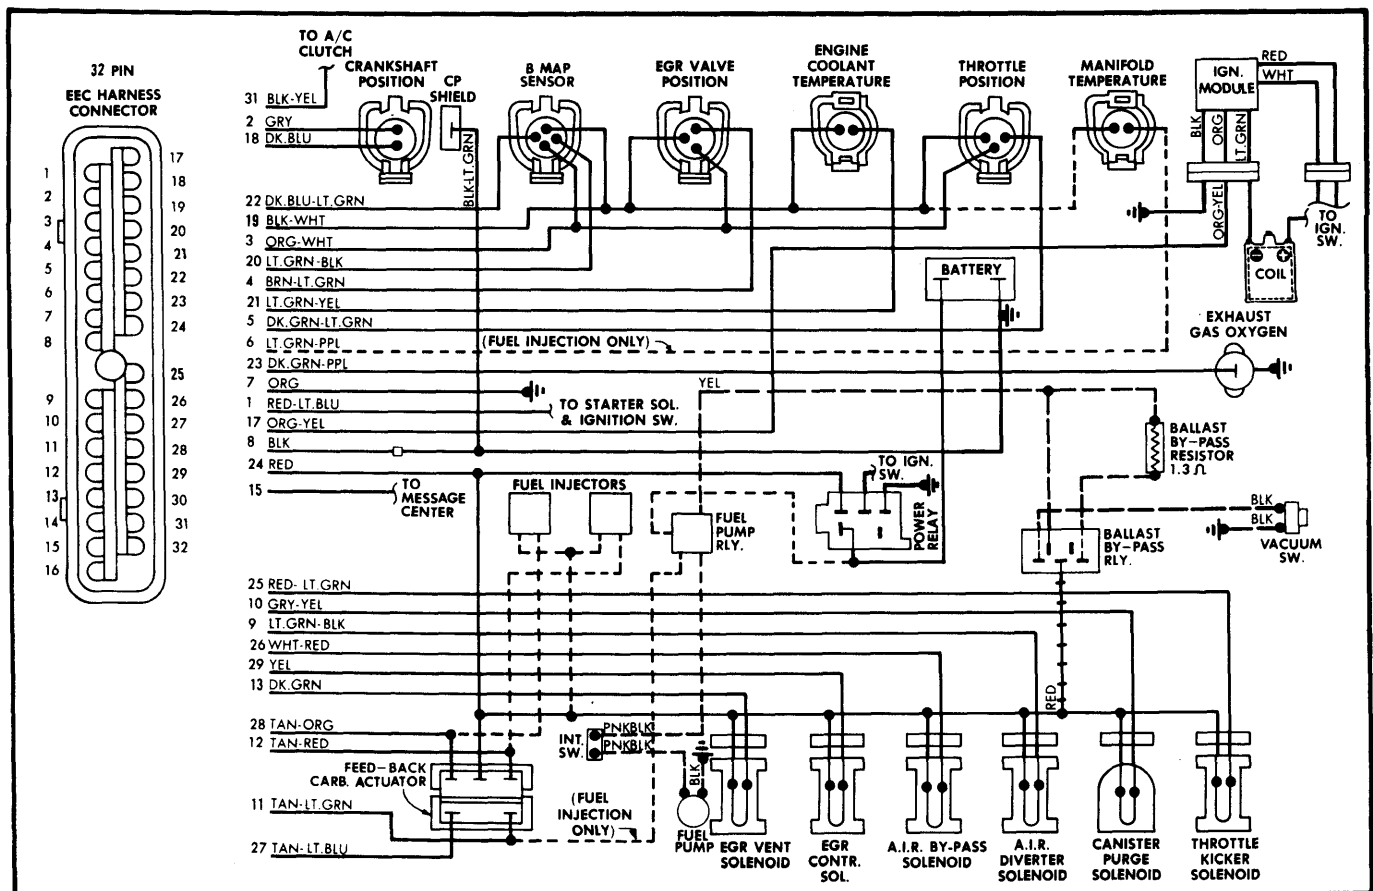 32 PIN
EEC HARNESS
CONNECTOR
1
2
3
4
5
6
7
8
9
10
11
12
13
14
15
16
17
18
19
20
21
22
23
24
25
26
27
28
29
30
31
32
TO A/C
CLUTCH
CRANKSHAFT
POSITION
CP
SHIELD
B MAP
SENSOR
EGR VALVE
POSITION
ENGINE
COOLANT
TEMPERATURE
THROTTLE
POSITION
MANIFOLD
TEMPERATURE
IGN.
MODULE
RED
WHT
BLK
ORG
LT.GRN
ORG-YEL
TO
IGN.
SW.
COIL
BLK-LT.GRN
31 BLK-YEL
2 GRY
18 DK.BLU
22 DK.BLU-LT.GRN
19 BLK-WHT
3 ORG-WHT
20 LT.GRN-BLK
4 BRN-LT.GRN
21 LT.GRN-YEL
5 DK.GRN-LT.GRN
6 LT.GRN-PPL
(FUEL INJECTION ONLY)
23 DK.GRN-PPL
7 ORG
1 RED-LT.BLU
TO STARTER SOL.
& IGNITION SW.
17 ORG-YEL
8 BLK
24 RED
15
TO
MESSAGE
CENTER
BATTERY
EXHAUST
GAS OXYGEN
YEL
BALLAST
BY-PASS
RESISTOR
1.3 Ω
FUEL INJECTORS
FUEL
PUMP
RLY.
TO IGN.
SW.
POWER
RELAY
BALLAST
BY-PASS
RLY.
BLK
BLK
VACUUM
SW.
25 RED- LT.GRN
10 GRY-YEL
9 LT.GRN-BLK
26 WHT-RED
29 YEL
13 DK.GRN
RED
28 TAN-ORG
12 TAN-RED
FEED-BACK
CARB. ACTUATOR
11 TAN-LT.GRN
27 TAN-LT.BLU
INT.
SW.
PNKBLK
PNKBLK
BLK
(FUEL
INJECTION
ONLY)
FUEL
PUMP
EGR VENT
SOLENOID
EGR
CONTR.
SOL.
A.I.R. BY-PASS
SOLENOID
A.I.R.
DIVERTER
SOLENOID
CANISTER
PURGE
SOLENOID
THROTTLE
KICKER
SOLENOID